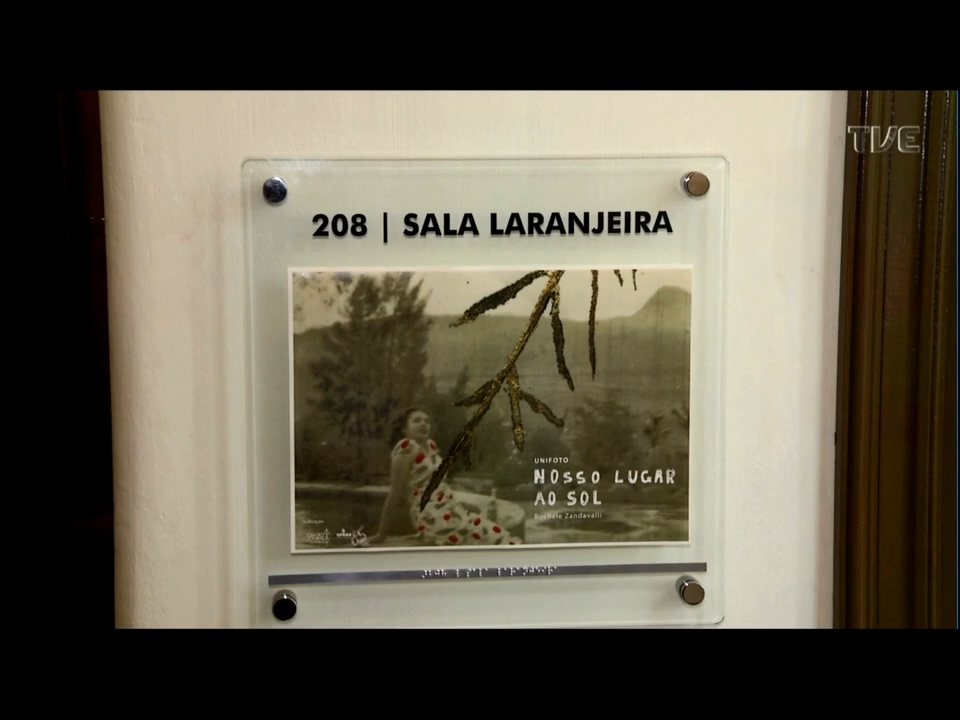 TVE
208 | SALA LARANJEIRA
UNIFOTO
NOSSO LUGAR
AO SOL
Rochele Zandavalli